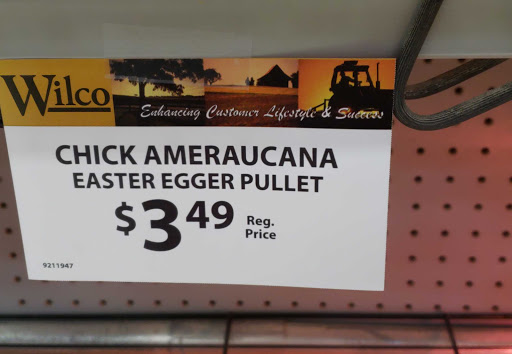 Wilco
Enhancing Customer Lifestyle & Success
CHICK AMERAUCANA
EASTER EGGER PULLET
$3 49 Reg. Price
9211947